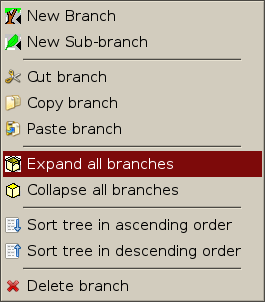 New Branch
New Sub-branch
Cut branch
Copy branch
Paste branch
Expand all branches
Collapse all branches
Sort tree in ascending order
Sort tree in descending order
Delete branch